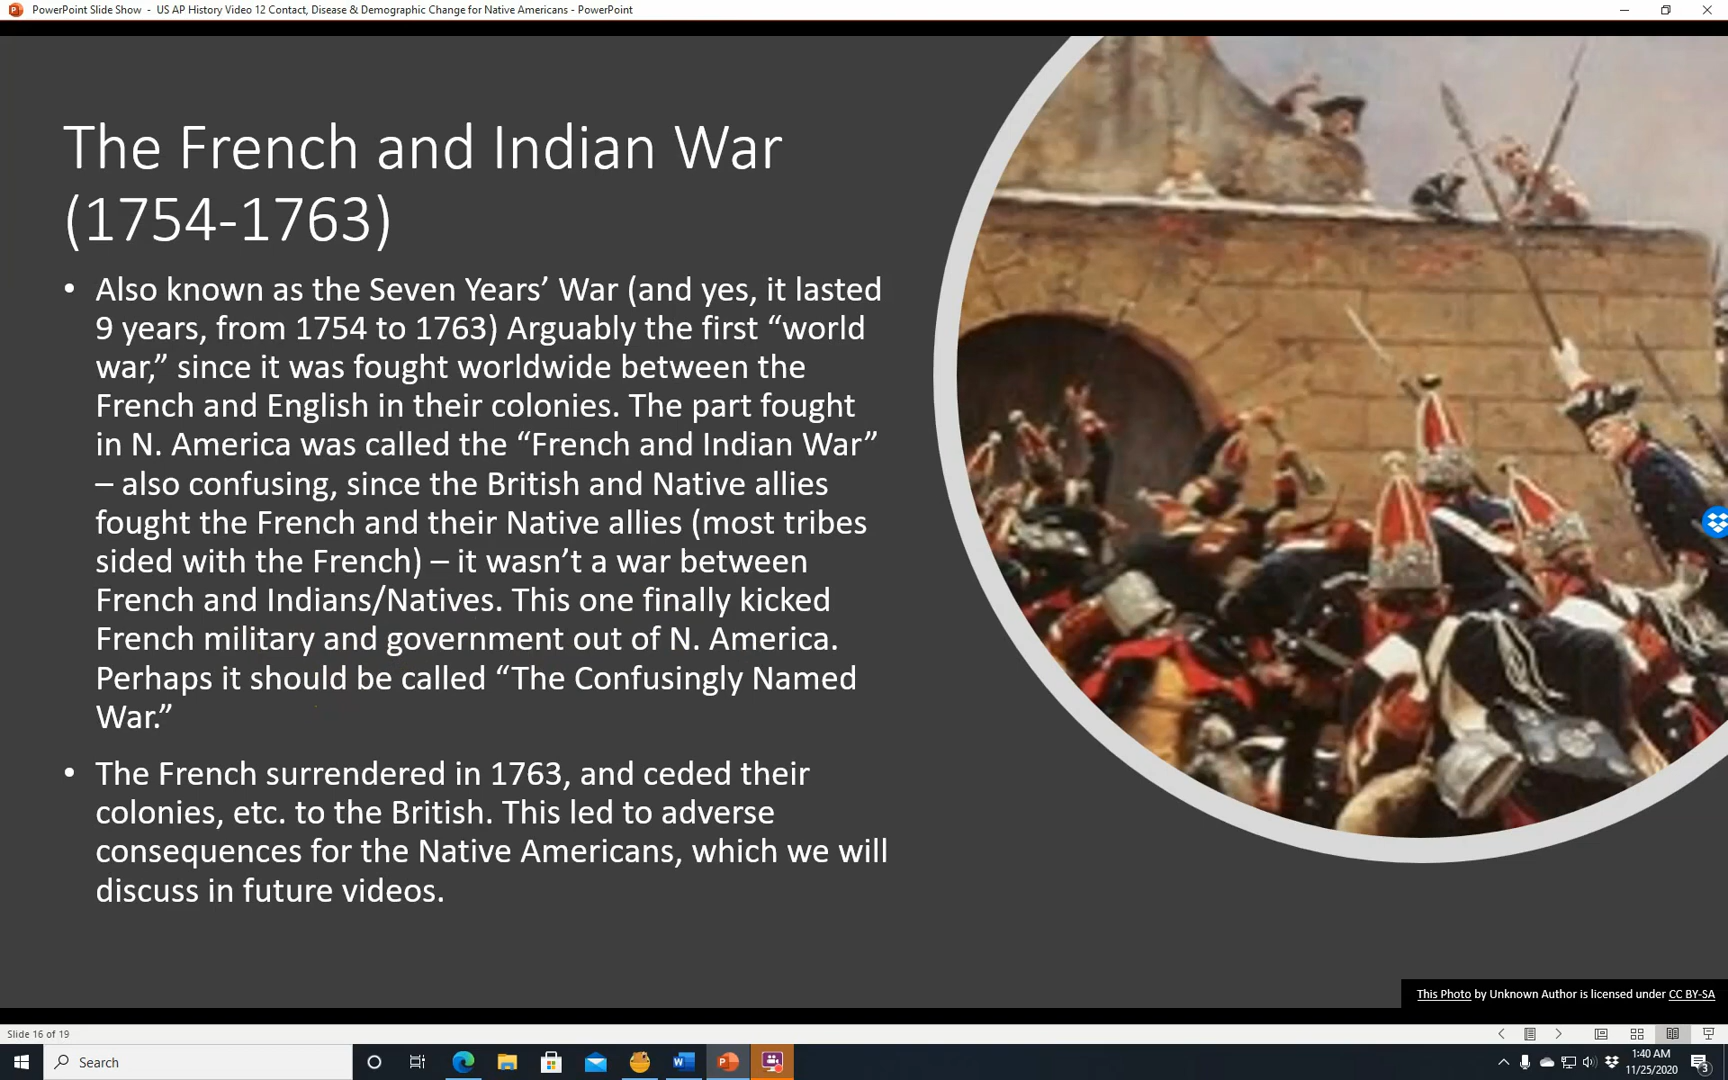 PowerPoint Slide Show - US AP History Video 12 Contact, Disease & Demographic Change for Native Americans - PowerPoint
The French and Indian War
(1754-1763)
• Also known as the Seven Years’ War (and yes, it lasted
9 years, from 1754 to 1763) Arguably the first “world
war,” since it was fought worldwide between the
French and English in their colonies. The part fought
in N. America was called the “French and Indian War”
– also confusing, since the British and Native allies
fought the French and their Native allies (most tribes
sided with the French) – it wasn’t a war between
French and Indians/Natives. This one finally kicked
French military and government out of N. America.
Perhaps it should be called “The Confusingly Named
War.”
• The French surrendered in 1763, and ceded their
colonies, etc. to the British. This led to adverse
consequences for the Native Americans, which we will
discuss in future videos.
This Photo by Unknown Author is licensed under CC BY-SA
Slide 16 of 19
Search
1:40 AM
11/25/2020
3